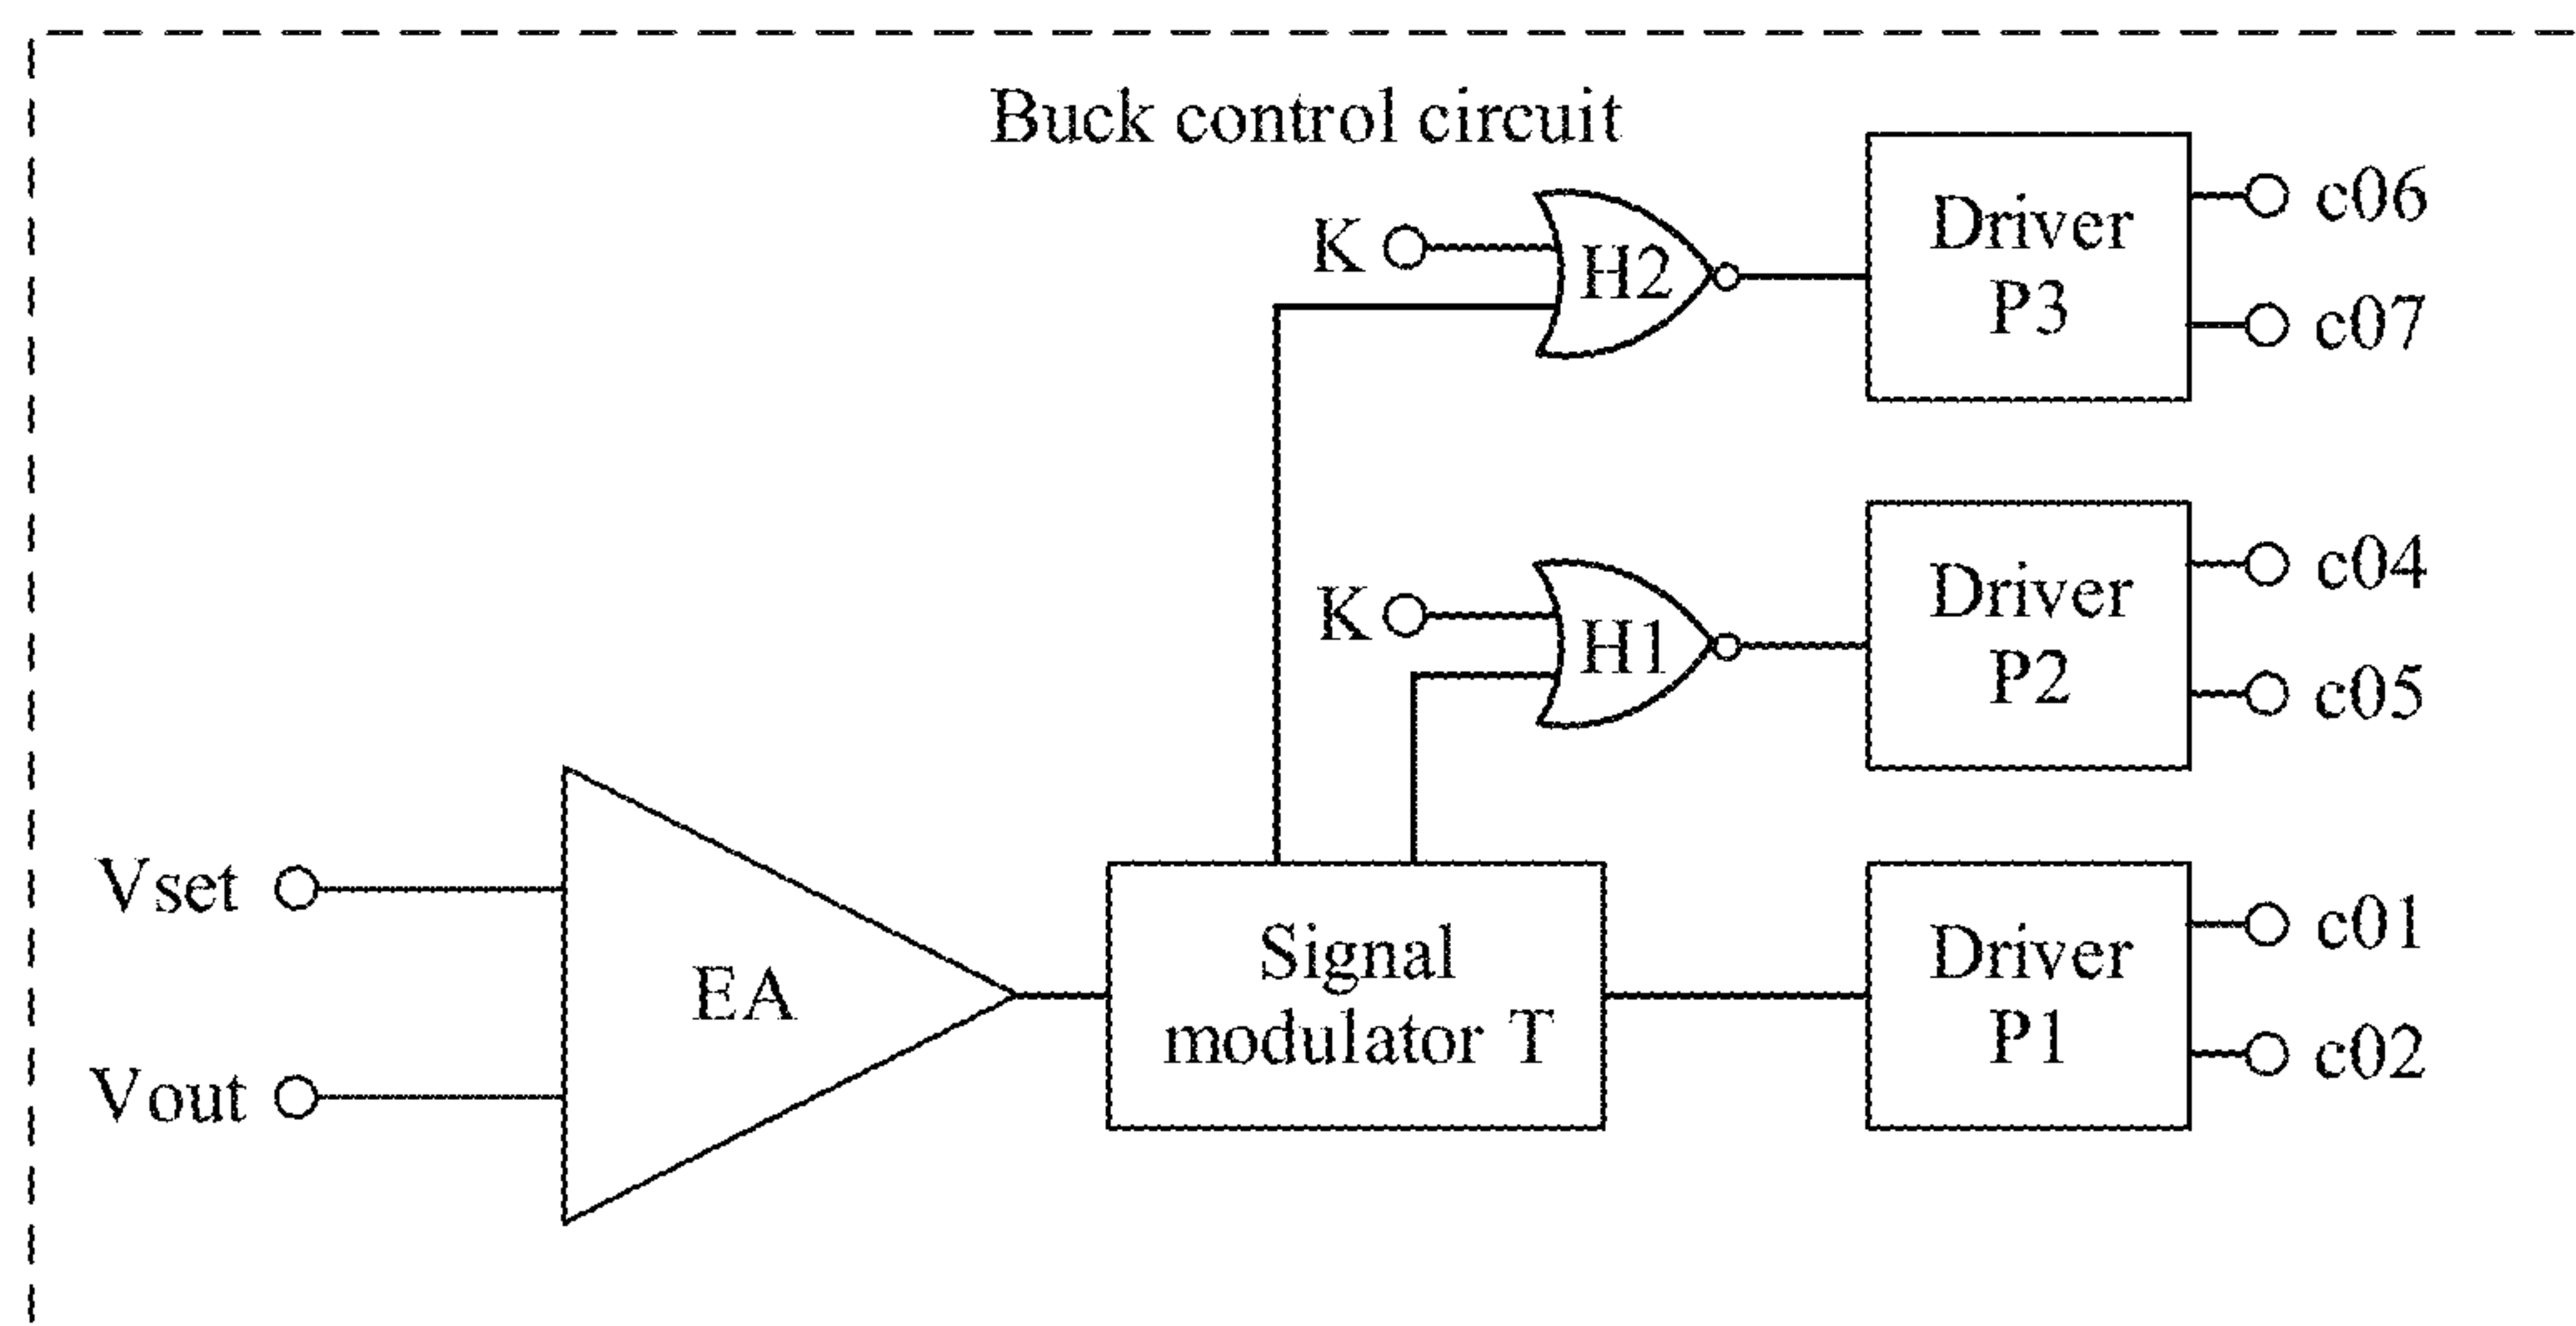 Buck control circuit
K
H2
Driver
P3
c06
c07
K
H1
Driver
P2
c04
c05
Vset
Vout
EA
Signal
modulator T
Driver
P1
c01
c02